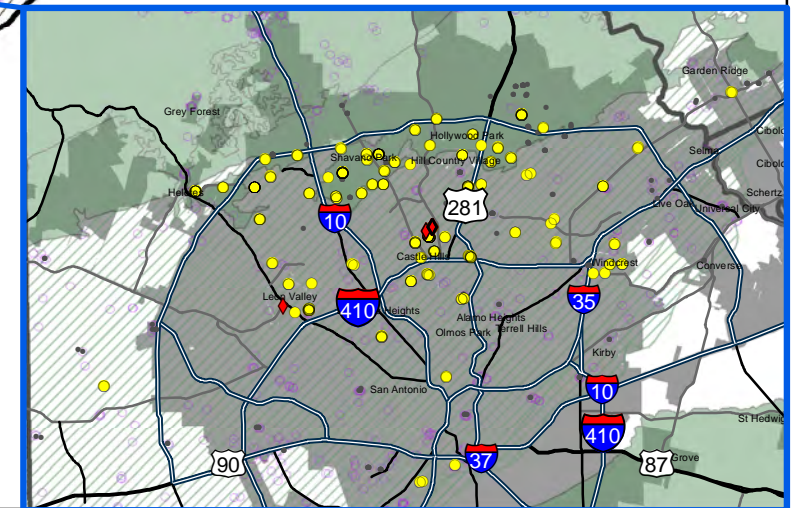 Garden Ridge
Grey Forest
Hollywood Park
Cibolo
Shavano Park
Hill Country Village
Selma
Cibolo
Helotes
Schertz
281
Live Oak
Universal City
10
Castle Hills
Windcrest
Converse
Leon Valley
35
410
Heights
Alamo Heights
Terrell Hills
Olmos Park
Kirby
San Antonio
10
St Hedwig
410
37
90
87
Grove